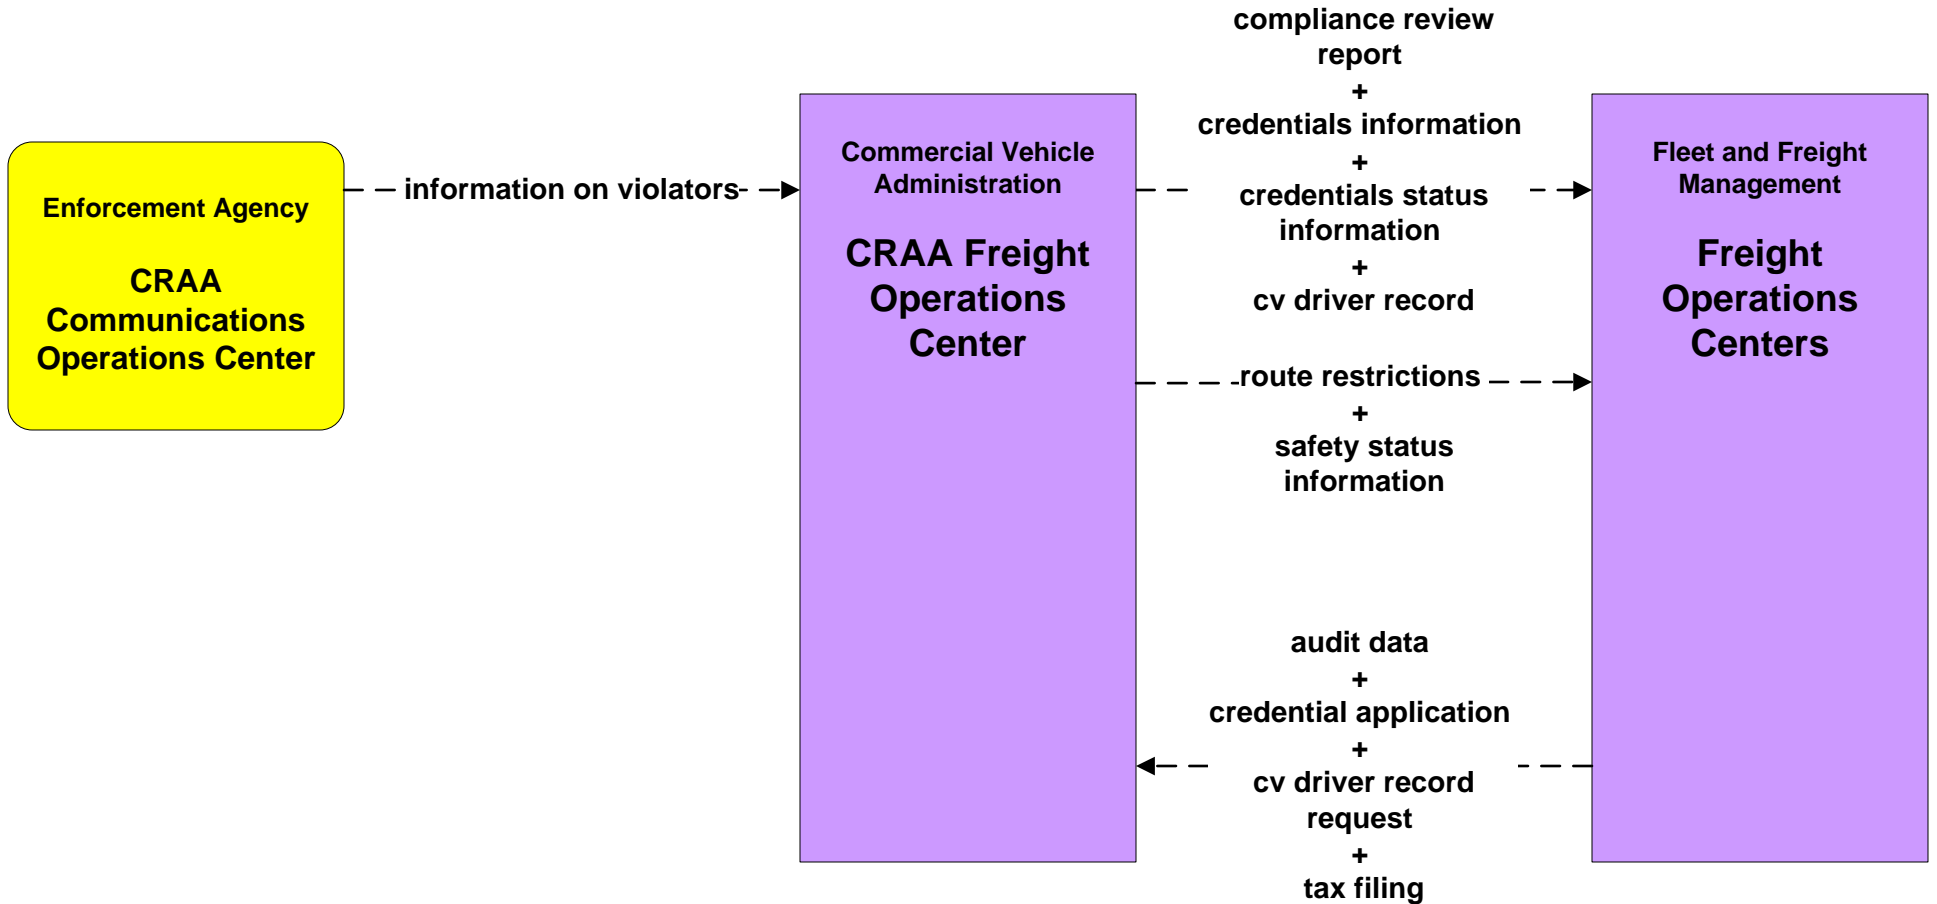 Enforcement Agency
CRAA
Communications
Operations Center
information on violators
Commercial Vehicle
Administration
CRAA Freight
Operations
Center
compliance review
report
+
credentials information
+
credentials status
information
+
cv driver record
route restrictions
+
safety status
information
audit data
+
credential application
+
cv driver record
request
+
tax filing
Fleet and Freight
Management
Freight
Operations
Centers